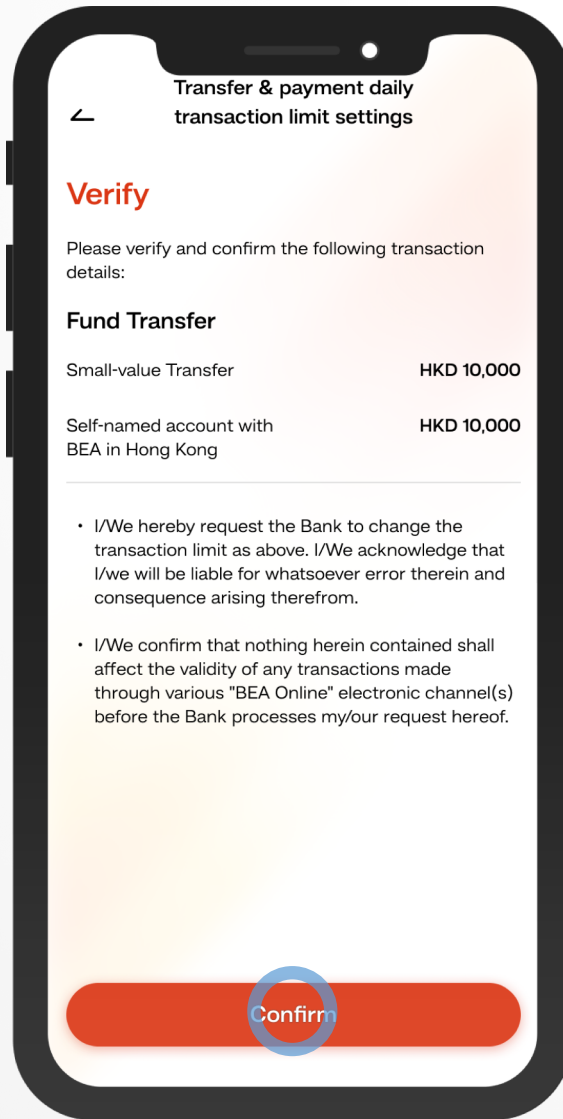 Transfer & payment daily
transaction limit settings
Verify
Please verify and confirm the following transaction
details:
Fund Transfer
Small-value Transfer HKD 10,000
Self-named account with HKD 10,000
BEA in Hong Kong
• I/We hereby request the Bank to change the
transaction limit as above. I/We acknowledge that
I/we will be liable for whatsoever error therein and
consequence arising therefrom.
• I/We confirm that nothing herein contained shall
affect the validity of any transactions made
through various "BEA Online" electronic channel(s)
before the Bank processes my/our request hereof.
Confirm